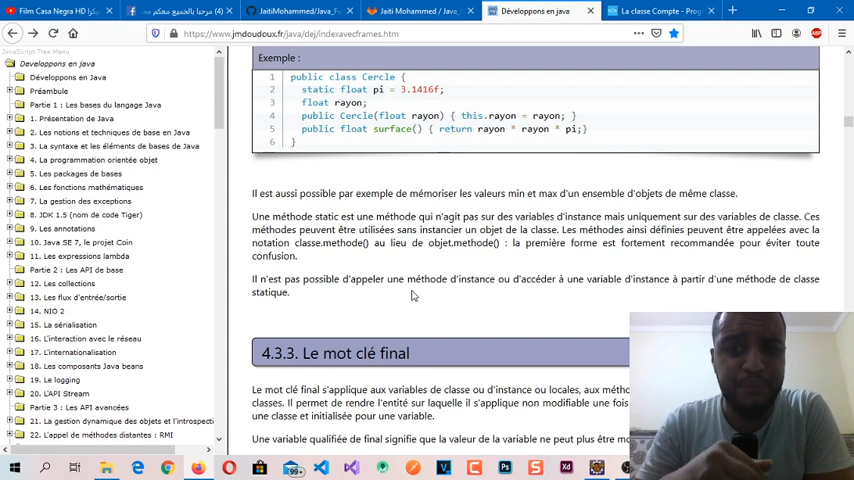 Film Casa Negra HD
(4) مرحبا بالجميع
JaitiMohammed/Java_F
Jaiti Mohammed / Java_
Développons en java
La classe Compte - Prog
https://www.jmdoudoux.fr/java/dej/indexavecframes.htm
JavaScript Tree Menu
Developpons en java
Développons en Java
Préambule
Partie 1 : Les bases du langage Java
1. Présentation de Java
2. Les notions et techniques de base en Java
3. La syntaxe et les éléments de bases de Java
4. La programmation orientée objet
5. Les packages de bases
6. Les fonctions mathématiques
7. La gestion des exceptions
8. JDK 1.5 (nom de code Tiger)
9. Les annotations
10. Java SE 7, le projet Coin
11. Les expressions lambda
Partie 2 : Les API de base
12. Les collections
13. Les flux d'entrée/sortie
14. NIO 2
15. La sérialisation
16. L'interaction avec le réseau
17. L'internationalisation
18. Les composants Java beans
19. Le logging
20. L'API Stream
Partie 3 : Les API avancées
21. La gestion dynamique des objets et l'introspecti
22. L'appel de méthodes distantes : RMI
Exemple :
1 public class Cercle {
2 static float pi = 3.1416f;
3 float rayon;
4 public Cercle(float rayon) { this.rayon = rayon; }
5 public float surface() { return rayon * rayon * pi;}
6 }
Il est aussi possible par exemple de mémoriser les valeurs min et max d'un ensemble d'objets de même classe.
Une méthode static est une méthode qui n'agit pas sur des variables d'instance mais uniquement sur des variables de classe. Ces
méthodes peuvent être utilisées sans instancier un objet de la classe. Les méthodes ainsi définies peuvent être appelées avec la
notation classe.methode() au lieu de objet.methode() : la première forme est fortement recommandée pour éviter toute
confusion.
Il n'est pas possible d'appeler une méthode d'instance ou d'accéder à une variable d'instance à partir d'une méthode de classe
statique.
4.3.3. Le mot clé final
Le mot clé final s'applique aux variables de classe ou d'instance ou locales, aux métho
classes. Il permet de rendre l'entité sur laquelle il s'applique non modifiable une fois
une classe et initialisée pour une variable.
Une variable qualifiée de final signifie que la valeur de la variable ne peut plus être mo
99+